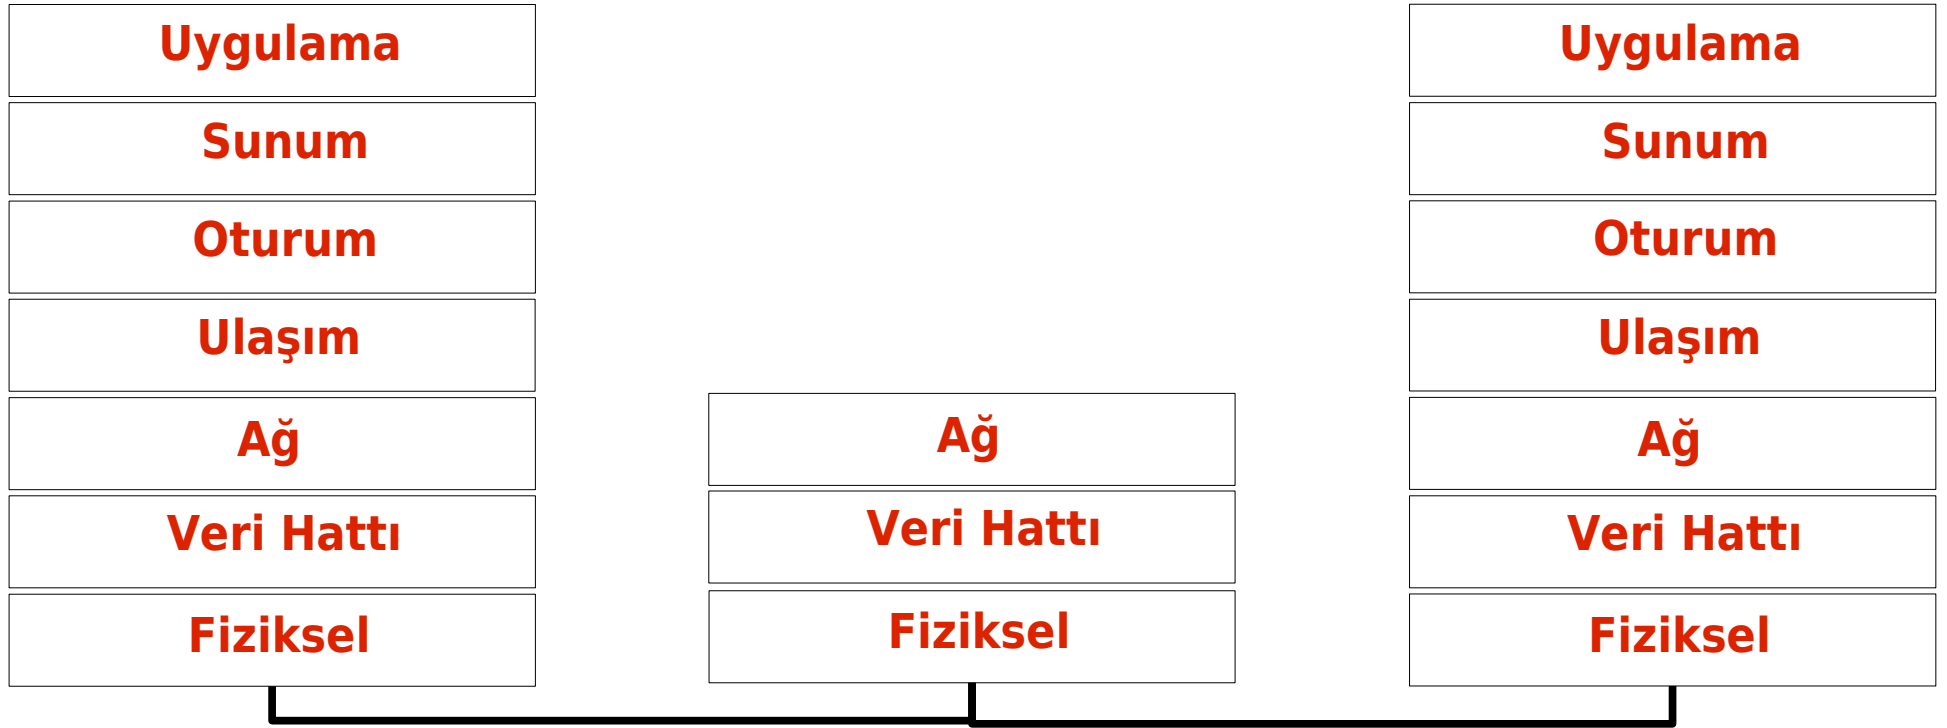 Uygulama
Sunum
Oturum
Ulaşım
Ağ
Veri Hattı
Fiziksel
Ağ
Veri Hattı
Fiziksel
Uygulama
Sunum
Oturum
Ulaşım
Ağ
Veri Hattı
Fiziksel